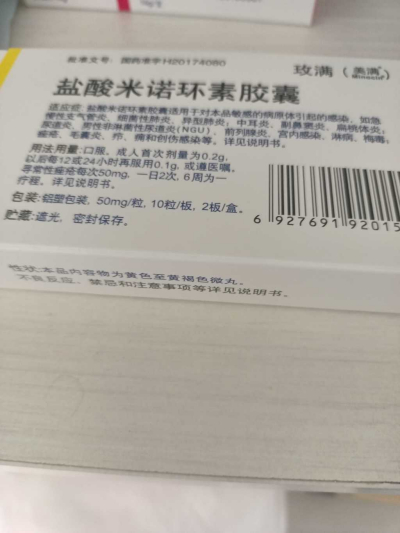 批准文号：国药准字H20174080
玫满（美满）
盐酸米诺环素胶囊
适应症：盐酸米诺环素胶囊适用于对本品敏感的病原体引起的感染，如急
慢性支气管炎，细菌性肺炎，异型肺炎；中耳炎、副鼻窦炎、扁桃体炎；
尿道炎、男性非淋菌性尿道炎(NGU)、前列腺炎、宫内感染、淋病、梅毒；
痤疮、毛囊炎、疖、痈和创伤感染等。详见说明书。
用法用量：口服，成人首次剂量为0.2g，
以后每12或24小时再服用0.1g，或遵医嘱。
寻常性痤疮每次50mg，一日2次，6周为一
疗程。详见说明书。
包装：铝塑包装，50mg/粒，10粒/板，2板/盒。
贮藏：遮光，密封保存。
6 927691 92015
性状：本品内容物为黄色至黄褐色微丸。
不良反应、禁忌和注意事项等详见说明书。